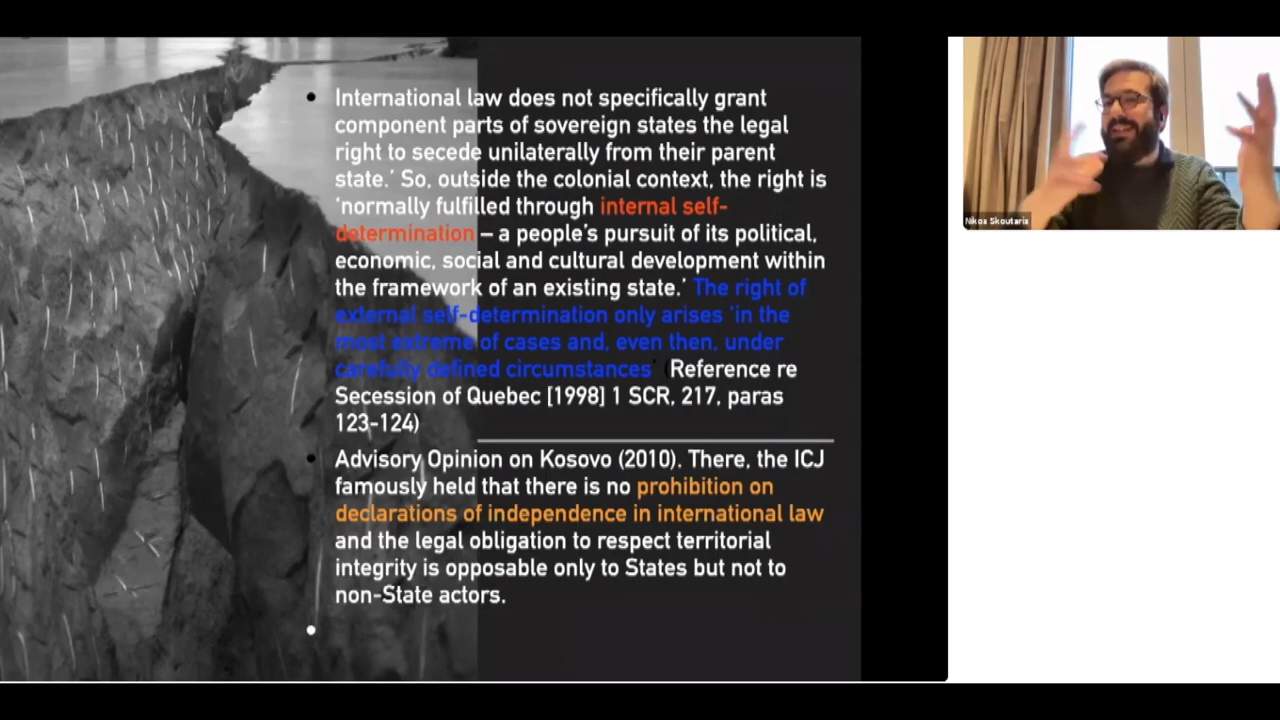 International law does not specifically grant
component parts of sovereign states the legal
right to secede unilaterally from their parent
state.’ So, outside the colonial context, the right is
‘normally fulfilled through internal self-
determination – a people’s pursuit of its political,
economic, social and cultural development within
the framework of an existing state.’ The right of
external self-determination only arises ‘in the
most extreme of cases and, even then, under
carefully defined circumstances’ (Reference re
Secession of Quebec [1998] 1 SCR, 217, paras
123-124)
Advisory Opinion on Kosovo (2010). There, the ICJ
famously held that there is no prohibition on
declarations of independence in international law
and the legal obligation to respect territorial
integrity is opposable only to States but not to
non-State actors.
Nikos Skoutaris